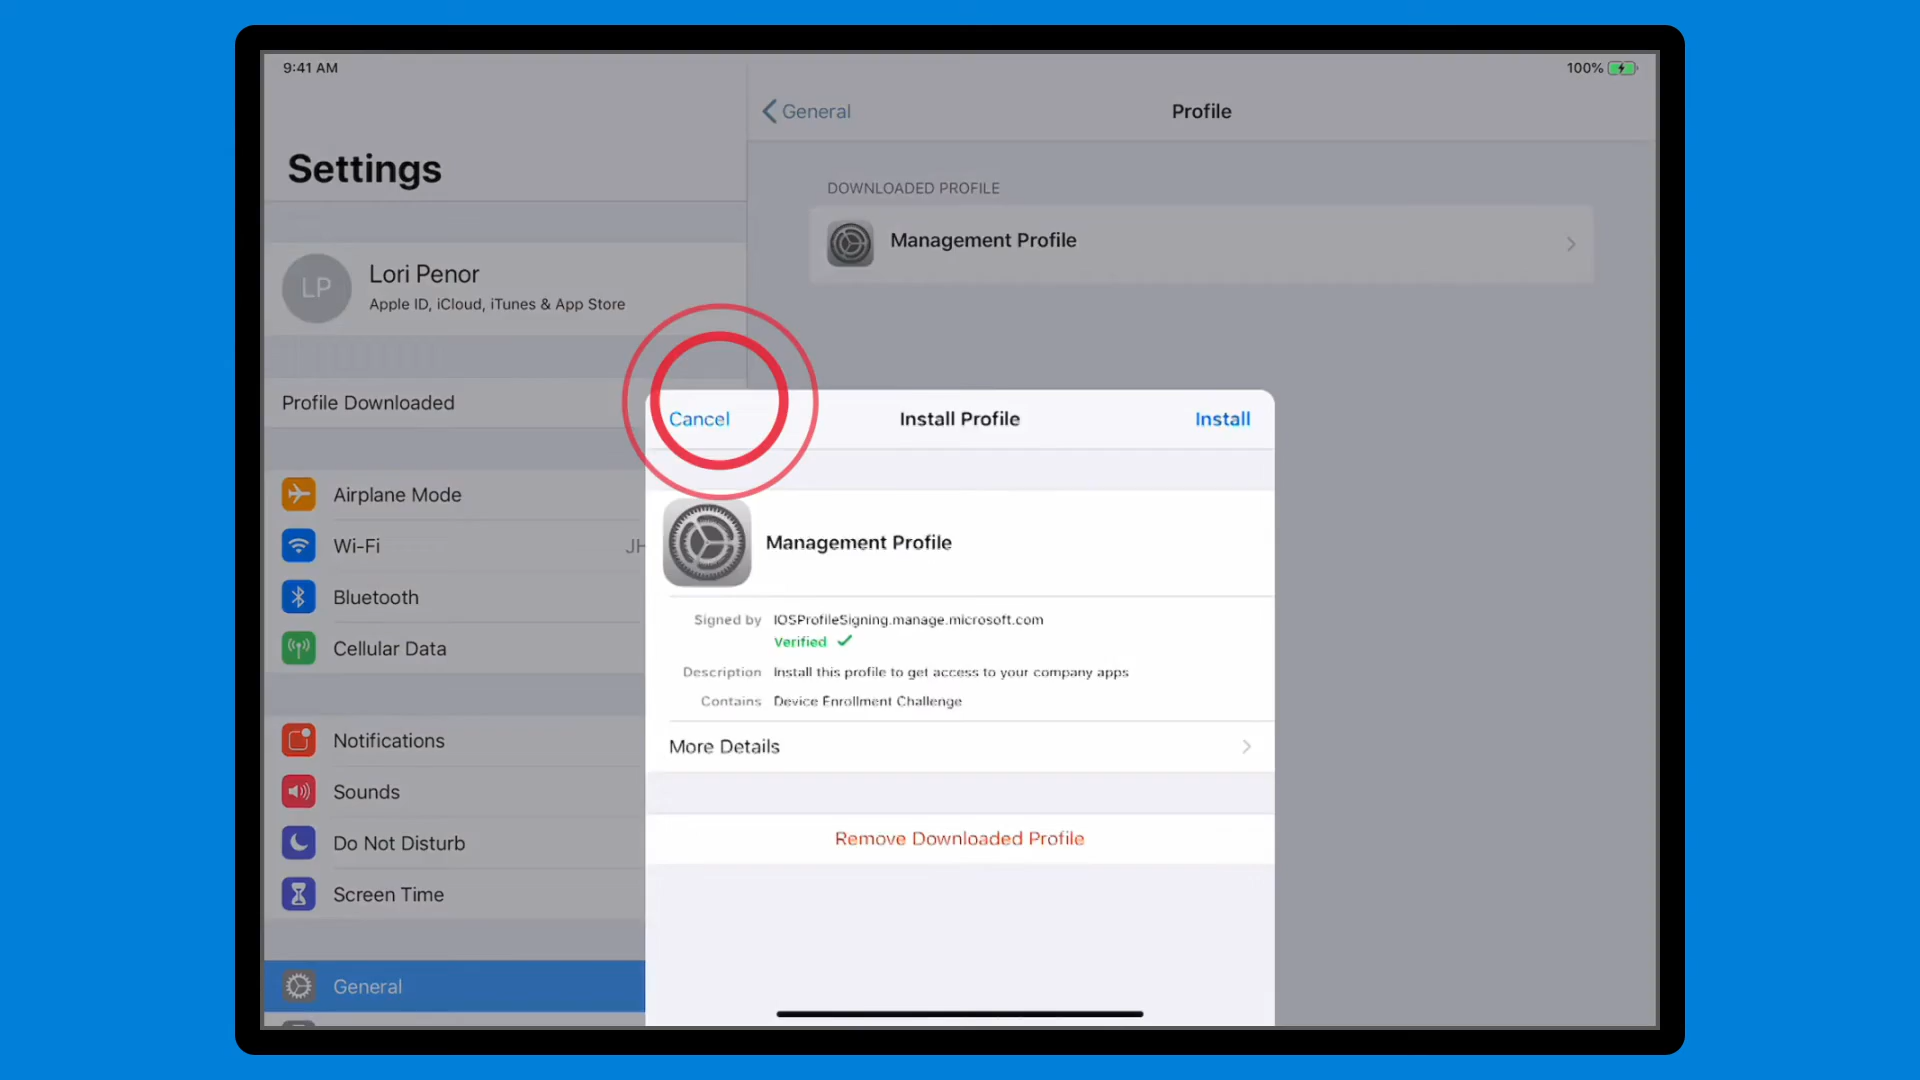 9:41 AM
100%
Settings
LP
Lori Penor
Apple ID, iCloud, iTunes & App Store
Profile Downloaded
Airplane Mode
Wi-Fi
JH
Bluetooth
Cellular Data
Notifications
Sounds
Do Not Disturb
Screen Time
General
General
Profile
DOWNLOADED PROFILE
Management Profile
Cancel
Install Profile
Install
Management Profile
Signed by IOSProfileSigning.manage.microsoft.com
Verified
Description Install this profile to get access to your company apps
Contains Device Enrollment Challenge
More Details
Remove Downloaded Profile